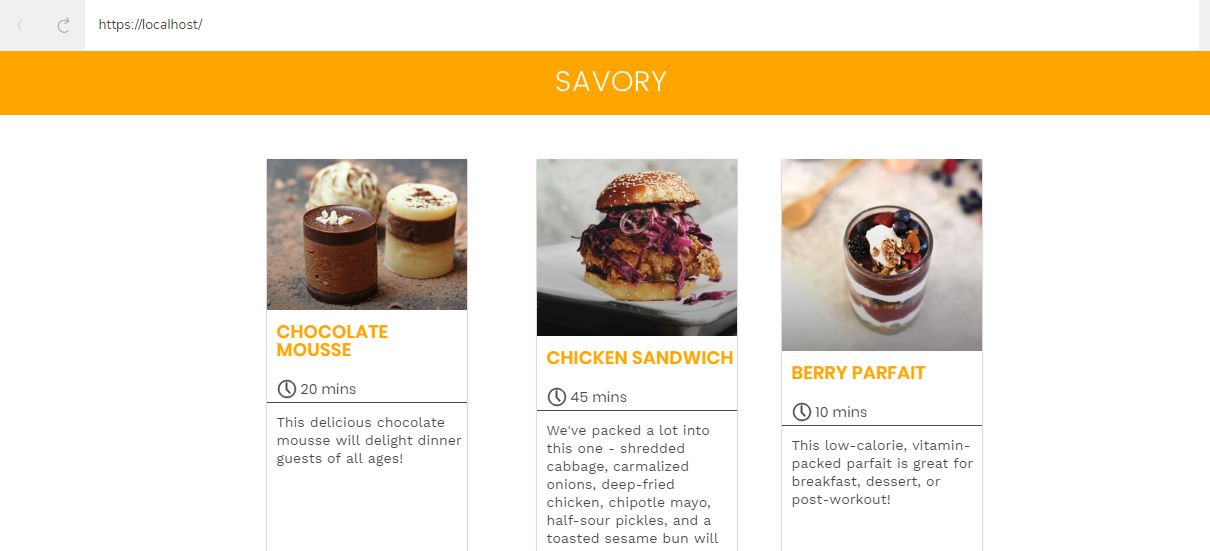 https://localhost/
SAVORY
CHOCOLATE
MOUSSE
20 mins
This delicious chocolate
mousse will delight dinner
guests of all ages!
CHICKEN SANDWICH
45 mins
We've packed a lot into
this one - shredded
cabbage, carmalized
onions, deep-fried
chicken, chipotle mayo,
half-sour pickles, and a
toasted sesame bun will
BERRY PARFAIT
10 mins
This low-calorie, vitamin-
packed parfait is great for
breakfast, dessert, or
post-workout!